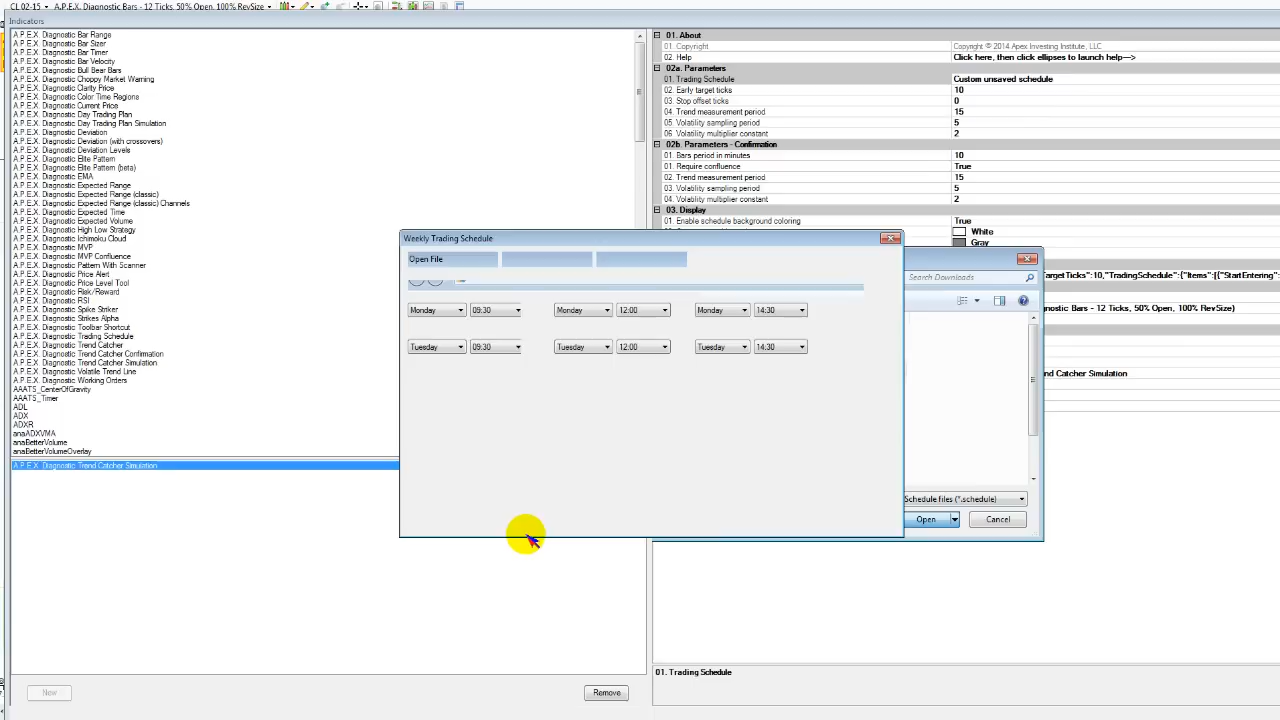 CL 02-15
A.P.E.X. Diagnostic Bars - 12 Ticks, 50% Open, 100% RevSize
Indicators
A.P.E.X. Diagnostic Bar Range
A.P.E.X. Diagnostic Bar Sizer
A.P.E.X. Diagnostic Bar Timer
A.P.E.X. Diagnostic Bar Velocity
A.P.E.X. Diagnostic Bull Bear Bars
A.P.E.X. Diagnostic Choppy Market Warning
A.P.E.X. Diagnostic Clarity Price
A.P.E.X. Diagnostic Color Time Regions
A.P.E.X. Diagnostic Current Price
A.P.E.X. Diagnostic Day Trading Plan
A.P.E.X. Diagnostic Day Trading Plan Simulation
A.P.E.X. Diagnostic Deviation
A.P.E.X. Diagnostic Deviation (with crossovers)
A.P.E.X. Diagnostic Deviation Levels
A.P.E.X. Diagnostic Elite Pattern
A.P.E.X. Diagnostic Elite Pattern (beta)
A.P.E.X. Diagnostic EMA
A.P.E.X. Diagnostic Expected Range
A.P.E.X. Diagnostic Expected Range (classic)
A.P.E.X. Diagnostic Expected Range (classic) Channels
A.P.E.X. Diagnostic Expected Time
A.P.E.X. Diagnostic Expected Volume
A.P.E.X. Diagnostic High Low Strategy
A.P.E.X. Diagnostic Ichimoku Cloud
A.P.E.X. Diagnostic MVP
A.P.E.X. Diagnostic MVP Confluence
A.P.E.X. Diagnostic Pattern With Scanner
A.P.E.X. Diagnostic Price Alert
A.P.E.X. Diagnostic Price Level Tool
A.P.E.X. Diagnostic Risk/Reward
A.P.E.X. Diagnostic RSI
A.P.E.X. Diagnostic Spike Striker
A.P.E.X. Diagnostic Strikes Alpha
A.P.E.X. Diagnostic Toolbar Shortcut
A.P.E.X. Diagnostic Trading Schedule
A.P.E.X. Diagnostic Trend Catcher
A.P.E.X. Diagnostic Trend Catcher Confirmation
A.P.E.X. Diagnostic Trend Catcher Simulation
A.P.E.X. Diagnostic Volatile Trend Line
A.P.E.X. Diagnostic Working Orders
AAATS_CenterOfGravity
AAATS_Timer
ADL
ADX
ADXR
anaADXVMA
anaBetterVolume
anaBetterVolumeOverlay
A.P.E.X. Diagnostic Trend Catcher Simulation
New
Remove
01. About
01. Copyright Copyright © 2014 Apex Investing Institute, LLC
02. Help Click here, then click ellipses to launch help--->
02a. Parameters
01. Trading Schedule Custom unsaved schedule
02. Early target ticks 10
03. Stop offset ticks 0
04. Trend measurement period 15
05. Volatility sampling period 5
06. Volatility multiplier constant 2
02b. Parameters - Confirmation
01. Bars period in minutes 10
01. Require confluence True
02. Trend measurement period 15
03. Volatility sampling period 5
04. Volatility multiplier constant 2
03. Display
01. Enable schedule background coloring True
White
Gray
argetTicks":10,"TradingSchedule":{"Items":[{"StartEntering":
gnostic Bars - 12 Ticks, 50% Open, 100% RevSize)
nd Catcher Simulation
Weekly Trading Schedule
Open File
Monday 09:30 Monday 12:00 Monday 14:30
Tuesday 09:30 Tuesday 12:00 Tuesday 14:30
Search Downloads
Schedule files (*.schedule)
Open Cancel
01. Trading Schedule